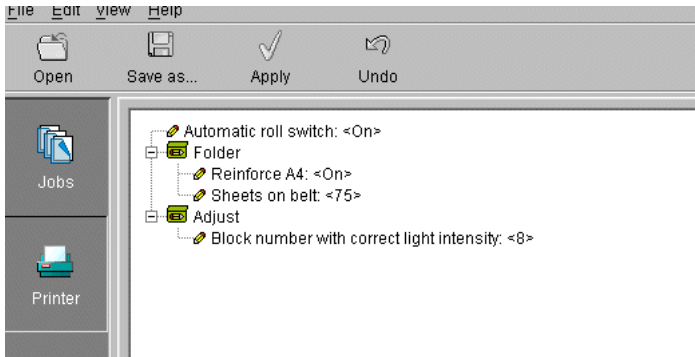 File Edit View Help
Open Save as... Apply Undo
Jobs
Printer
Automatic roll switch: <On>
Folder
Reinforce A4: <On>
Sheets on belt: <75>
Adjust
Block number with correct light intensity: <8>